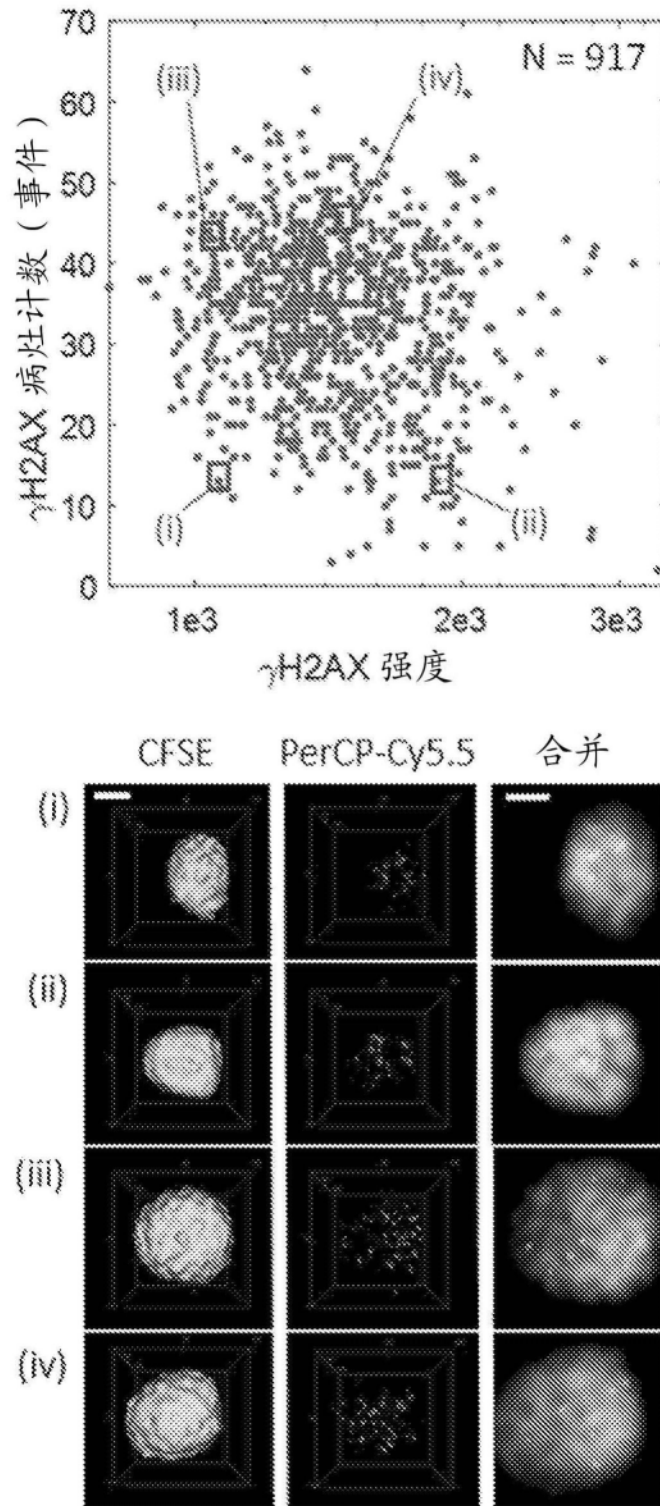 70
N = 917
(iii)
(iv)
60
50
40
30
20
10
0
γH2AX 病灶计数（事件）
(i)
(ii)
1e3
2e3
3e3
γH2AX 强度
CFSE
PerCP-Cy5.5
合并
(i)
(ii)
(iii)
(iv)